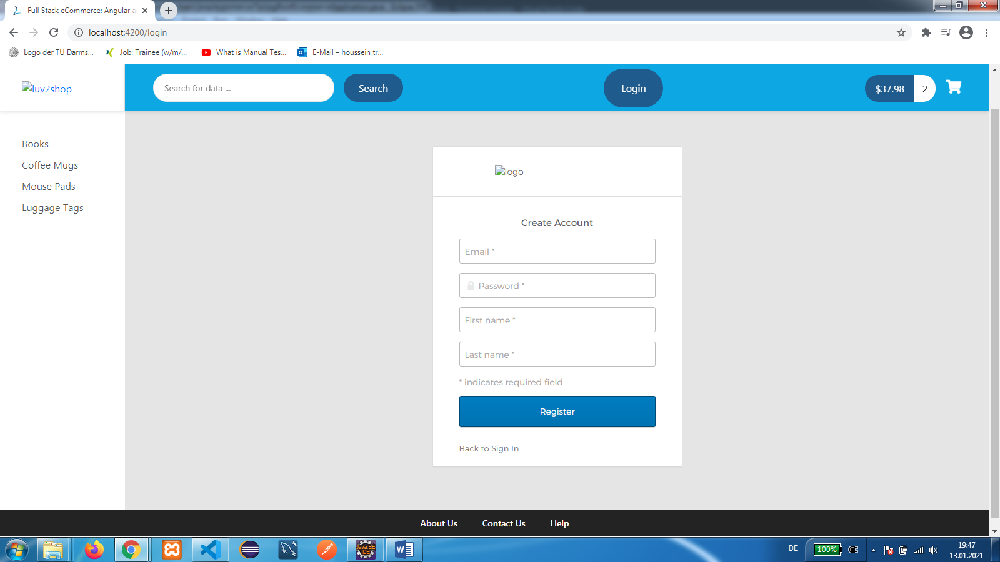 Full Stack eCommerce: Angular a
localhost:4200/login
Logo der TU Darms...
Job: Trainee (w/m/...
What is Manual Tes...
E-Mail – houssein tr...
luv2shop
Search for data ...
Search
Login
$37.98
2
Books
Coffee Mugs
Mouse Pads
Luggage Tags
logo
Create Account
Email *
Password *
First name *
Last name *
* indicates required field
Register
Back to Sign In
About Us
Contact Us
Help
Java EE
IDE
DE
100%
19:47
13.01.2021